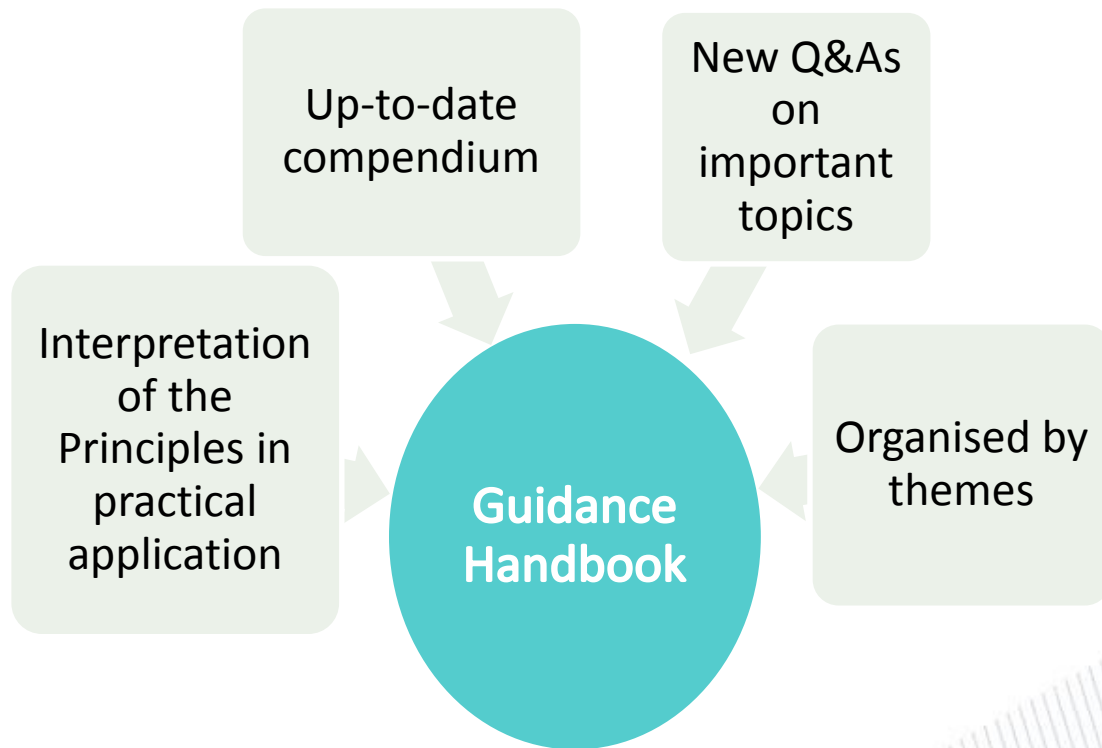 Interpretation
of the
Principles in
practical
application
Up-to-date
compendium
New Q&As
on
important
topics
Organised by
themes
Guidance
Handbook